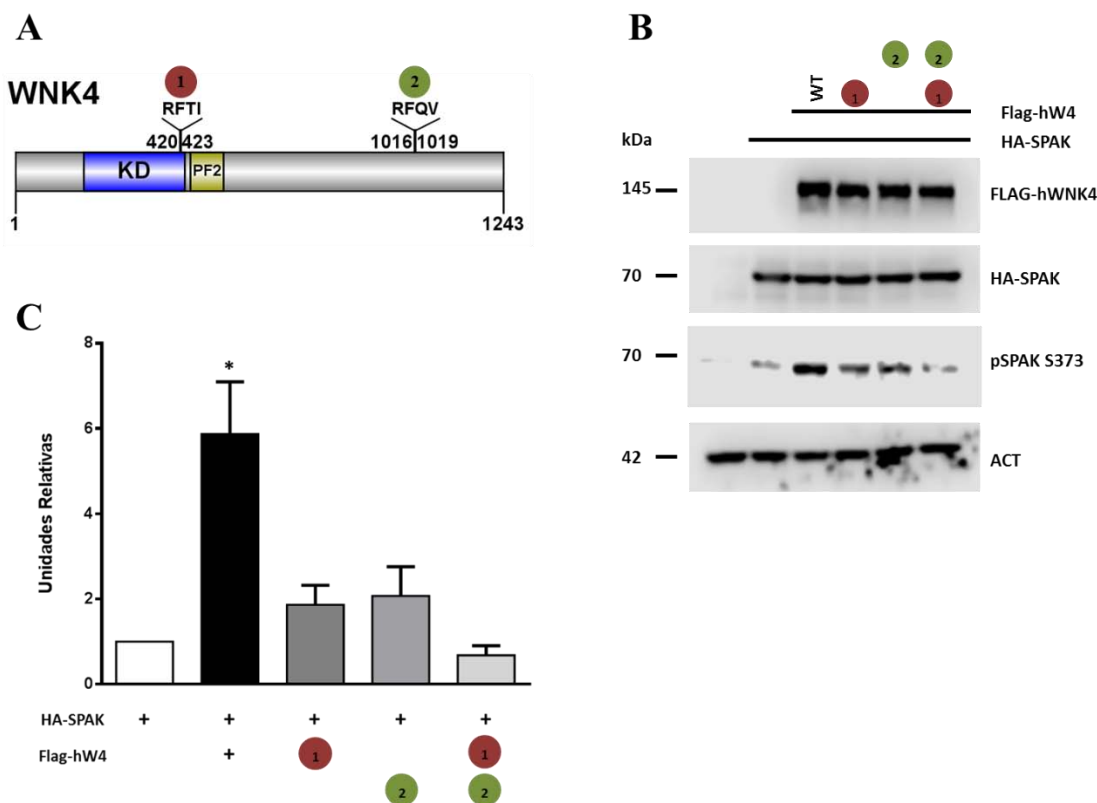 A
1
2
WNK4
RFTI
RFQV
420 423
1016 1019
KD
PF2
1
1243
B
2
2
WT
1
1
Flag-hW4
kDa
HA-SPAK
145
FLAG-hWNK4
70
HA-SPAK
70
pSPAK S373
42
ACT
C
Unidades Relativas
8
6
4
2
0
*
HA-SPAK + + + + +
Flag-hW4 + 1 1
2 2